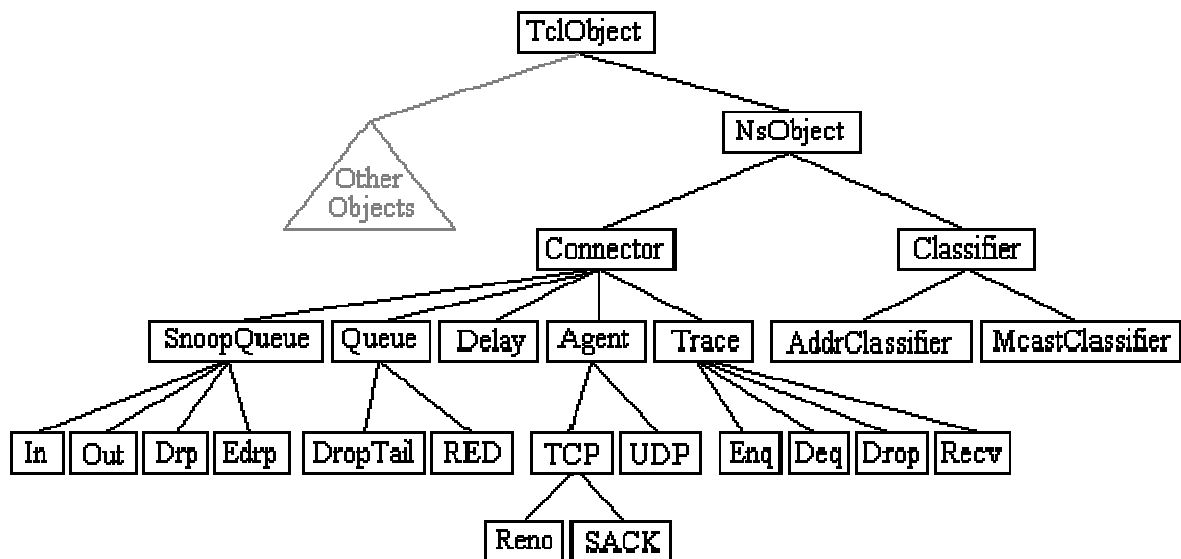 TclObject
NsObject
Other
Objects
Connector
Classifier
SnoopQueue
Queue
Delay
Agent
Trace
AddrClassifier
McastClassifier
In
Out
Drp
Edrp
DropTail
RED
TCP
UDP
Enq
Deq
Drop
Recv
Reno
SACK